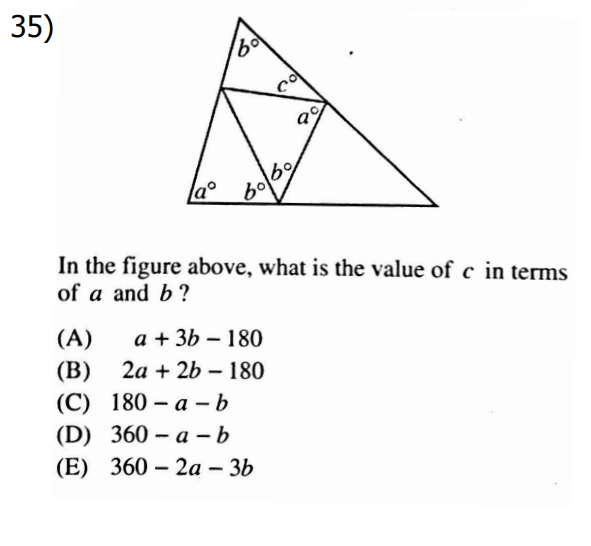 35)
b°
c°
a°
b°
a° b°
In the figure above, what is the value of c in terms
of a and b ?
(A) a + 3b – 180
(B) 2a + 2b – 180
(C) 180 – a – b
(D) 360 – a – b
(E) 360 – 2a – 3b